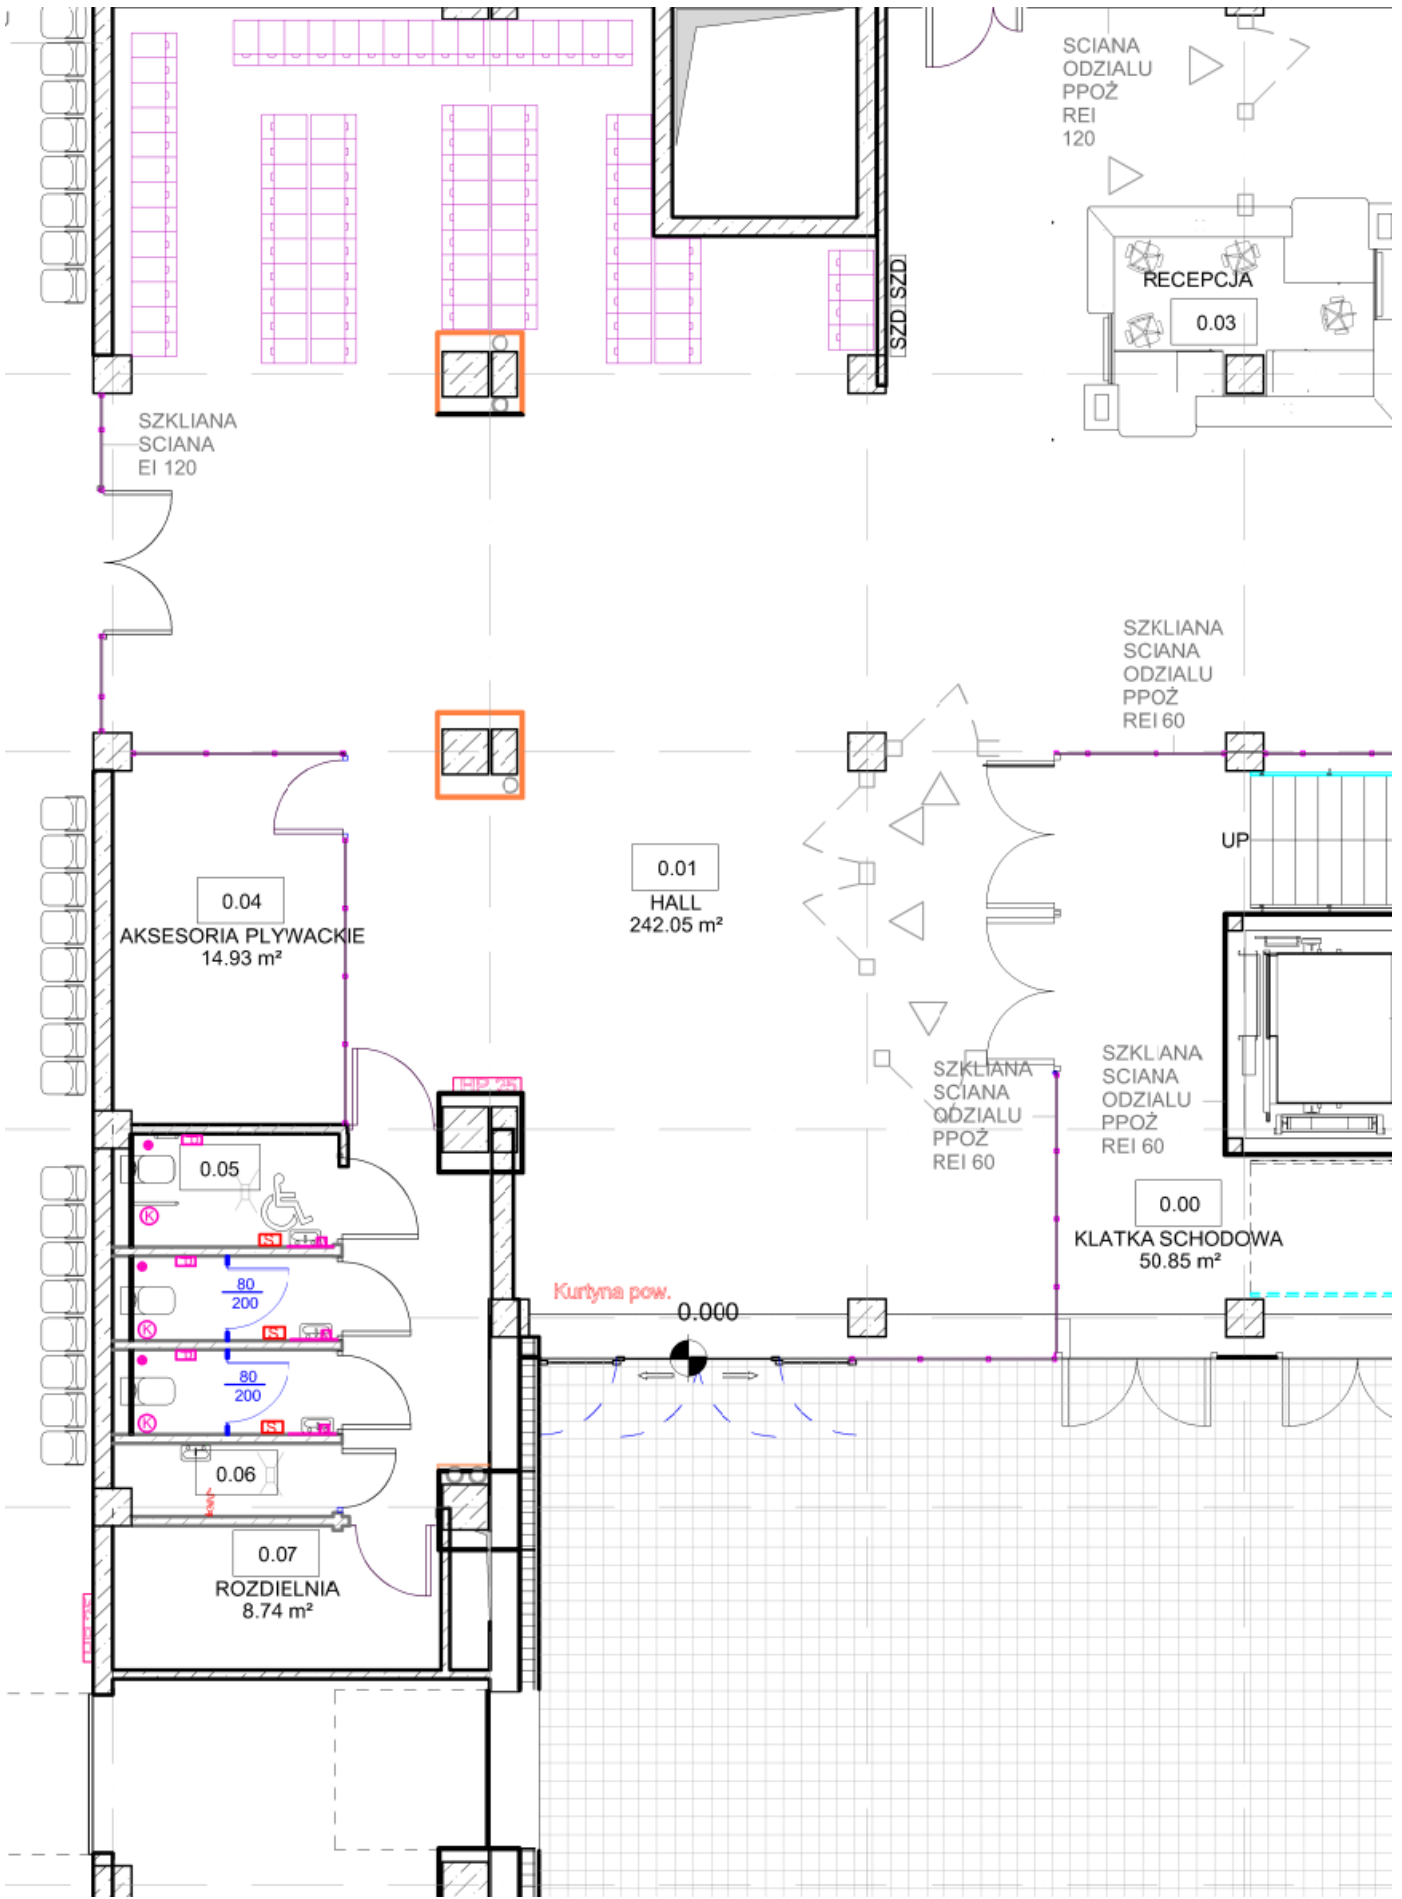 SCIANA
ODZIALU
PPOŻ
REI
120
SZD
SZD
RECEPCJA
0.03
SZKLIANA
SCIANA
EI 120
SZKLIANA
SCIANA
ODZIALU
PPOŻ
REI 60
UP
0.01
HALL
242.05 m²
0.04
AKSESORIA PLYWACKIE
14.93 m²
SZKLIANA
SCIANA
ODZIALU
PPOŻ
REI 60
SZKLIANA
SCIANA
ODZIALU
PPOŻ
REI 60
HP 25
0.05
K
S
0.00
KLATKA SCHODOWA
50.85 m²
Kurtyna pow.
0.000
80
200
K
S
80
200
K
S
0.06
0.07
ROZDIELNIA
8.74 m²